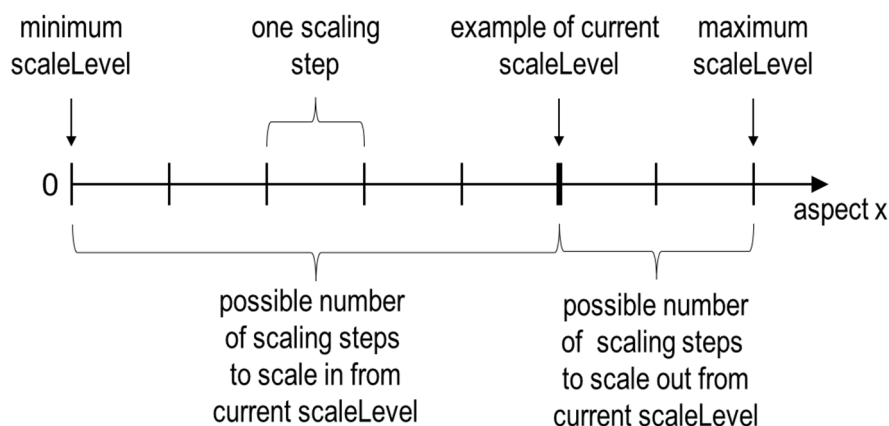 minimum
scaleLevel
one scaling
step
example of current
scaleLevel
maximum
scaleLevel
0
aspect x
possible number
of scaling steps
to scale in from
current scaleLevel
possible number
of scaling steps
to scale out from
current scaleLevel